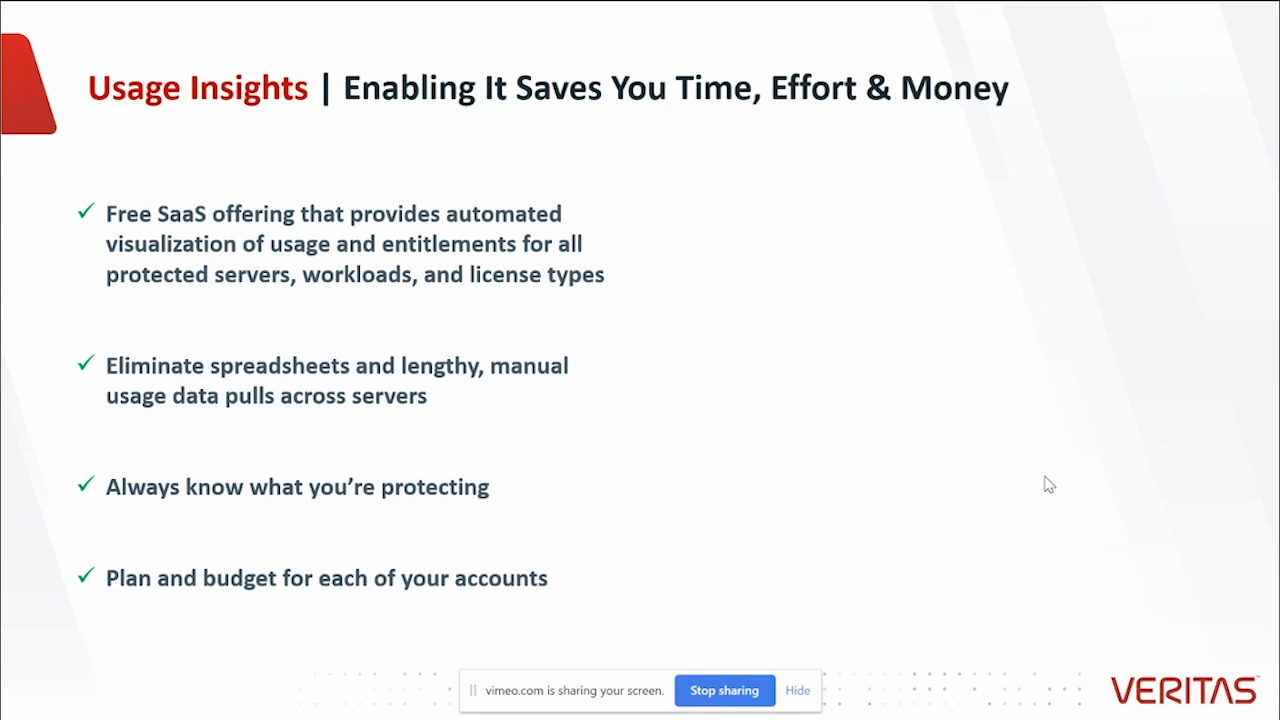 Usage Insights | Enabling It Saves You Time, Effort & Money
✓ Free SaaS offering that provides automated
visualization of usage and entitlements for all
protected servers, workloads, and license types
✓ Eliminate spreadsheets and lengthy, manual
usage data pulls across servers
✓ Always know what you’re protecting
✓ Plan and budget for each of your accounts
vimeo.com is sharing your screen. Stop sharing Hide
VERITAS